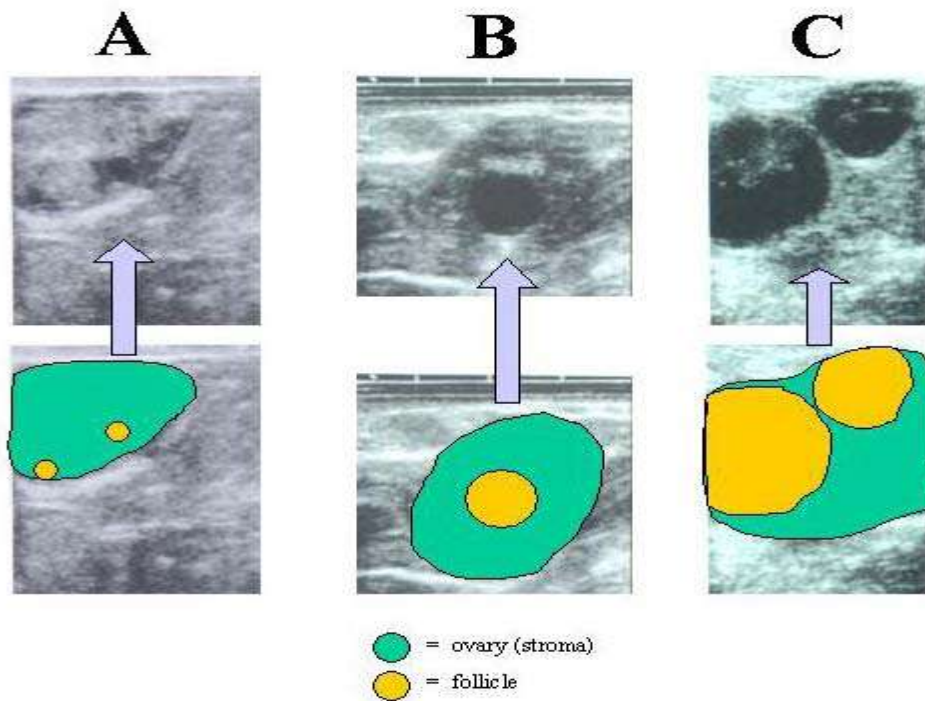 A B C
= ovary (stroma)
= follicle